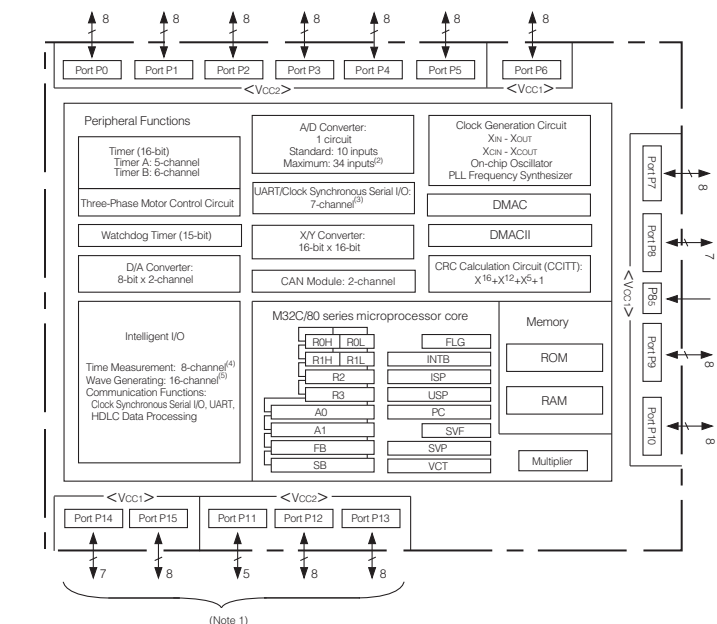 8 8 8 8 8 8 8
Port P0 Port P1 Port P2 Port P3 Port P4 Port P5 Port P6
<VCC2> <VCC1>
Peripheral Functions
Timer (16-bit)
Timer A: 5-channel
Timer B: 6-channel
Three-Phase Motor Control Circuit
Watchdog Timer (15-bit)
D/A Converter:
8-bit x 2-channel
Intelligent I/O
Time Measurement: 8-channel(4)
Wave Generating: 16-channel(5)
Communication Functions:
Clock Synchronous Serial I/O, UART,
HDLC Data Processing
A/D Converter:
1 circuit
Standard: 10 inputs
Maximum: 34 inputs(2)
UART/Clock Synchronous Serial I/O:
7-channel(3)
X/Y Converter:
16-bit x 16-bit
CAN Module: 2-channel
Clock Generation Circuit
XIN - XOUT
XCIN - XCOUT
On-chip Oscillator
PLL Frequency Synthesizer
DMAC
DMACII
CRC Calculation Circuit (CCITT):
X16+X12+X5+1
M32C/80 series microprocessor core
R0H R0L
R1H R1L
R2
R3
A0
A1
FB
SB
FLG
INTB
ISP
USP
PC
SVF
SVP
VCT
Memory
ROM
RAM
Multiplier
<VCC1>
Port P7
8
Port P8
7
P85
Port P9
8
Port P10
8
<VCC1> <VCC2>
Port P14 Port P15 Port P11 Port P12 Port P13
7 8 5 8 8
(Note 1)